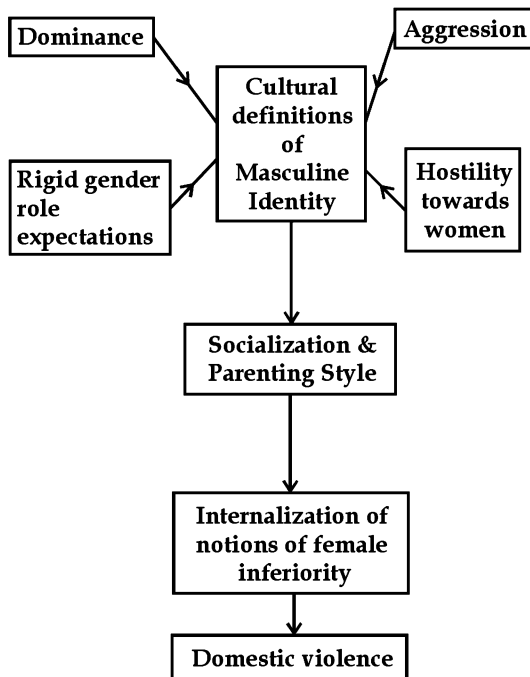 Dominance
Aggression
Cultural
definitions
of
Masculine
Identity
Rigid gender
role
expectations
Hostility
towards
women
Socialization &
Parenting Style
Internalization of
notions of female
inferiority
Domestic violence